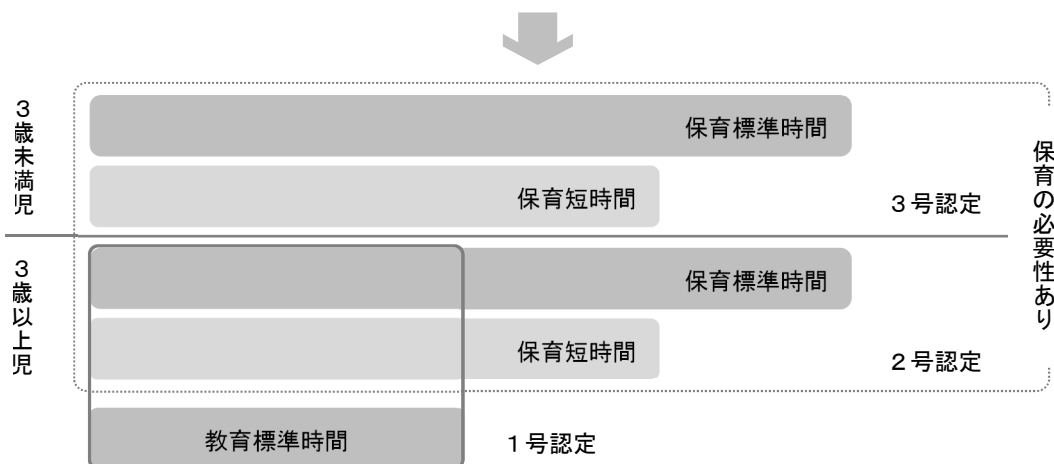 3歳未満児
保育標準時間
保育短時間
3号認定
保育の必要性あり
3歳以上児
保育標準時間
保育短時間
2号認定
教育標準時間
1号認定